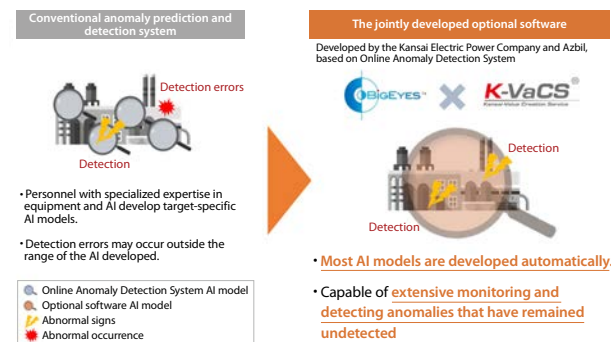 Conventional anomaly prediction and
detection system
Detection errors
Detection
・Personnel with specialized expertise in
equipment and AI develop target-specific
AI models.
・Detection errors may occur outside the
range of the AI developed.
Online Anomaly Detection System AI model
Optional software AI model
Abnormal signs
Abnormal occurrence
The jointly developed optional software
Developed by the Kansai Electric Power Company and Azbil,
based on Online Anomaly Detection System
BiGEYES™
K-VaCS®
Kansai Value Creation Service
Detection
Detection
・Most AI models are developed automatically.
・Capable of extensive monitoring and
detecting anomalies that have remained
undetected